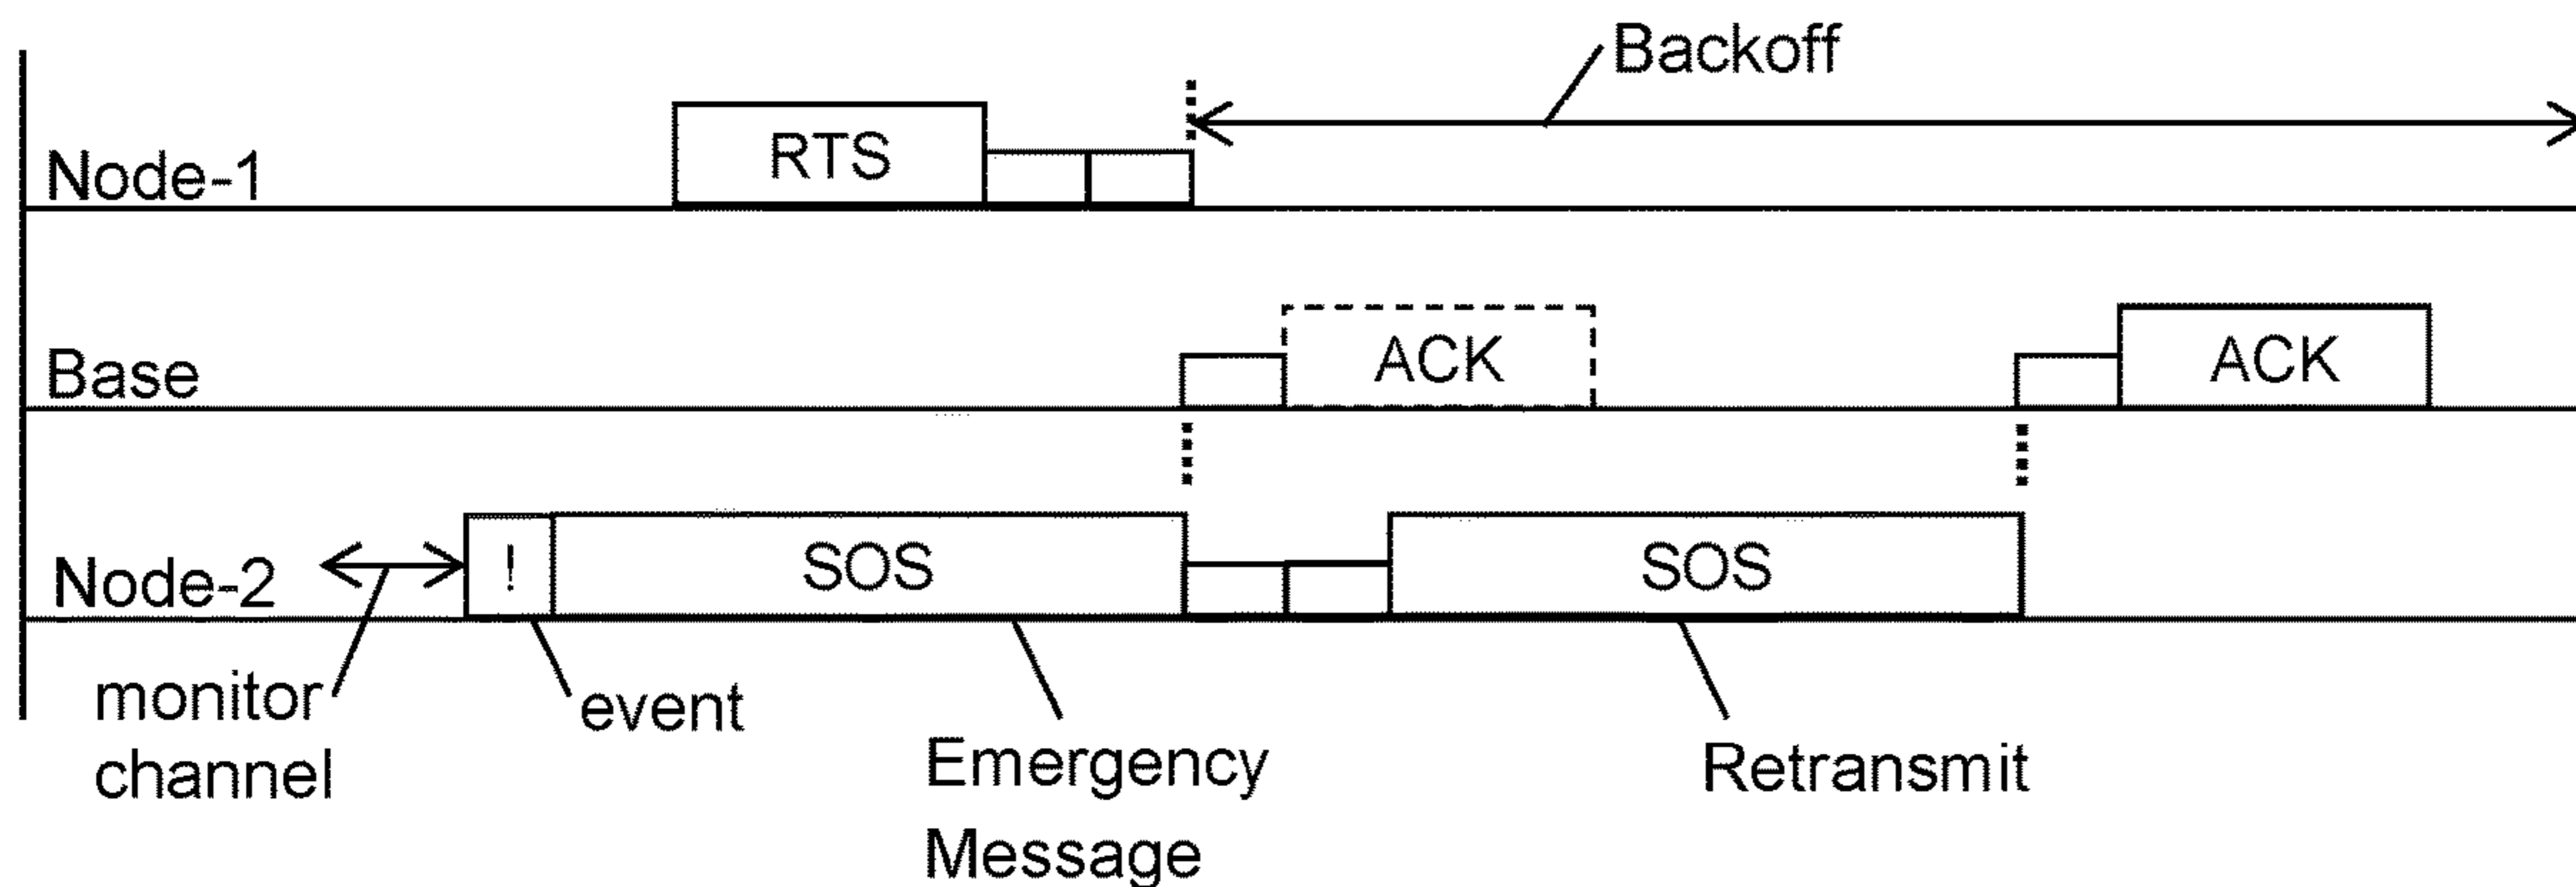 Backoff
RTS
Node-1
ACK
ACK
Base
! SOS
SOS
Node-2
monitor
channel
event
Emergency
Message
Retransmit